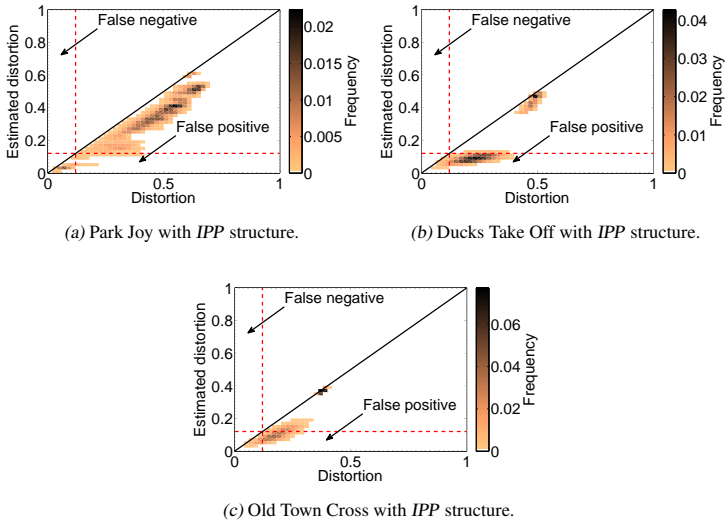 False negative
False positive
Estimated distortion
Distortion
Frequency
1
0.8
0.6
0.4
0.2
0
0
0.5
1
0.02
0.015
0.01
0.005
0
(a) Park Joy with IPP structure.
False negative
False positive
Estimated distortion
Distortion
Frequency
1
0.8
0.6
0.4
0.2
0
0
0.5
1
0.04
0.03
0.02
0.01
0
(b) Ducks Take Off with IPP structure.
False negative
False positive
Estimated distortion
Distortion
Frequency
1
0.8
0.6
0.4
0.2
0
0
0.5
1
0.06
0.04
0.02
0
(c) Old Town Cross with IPP structure.